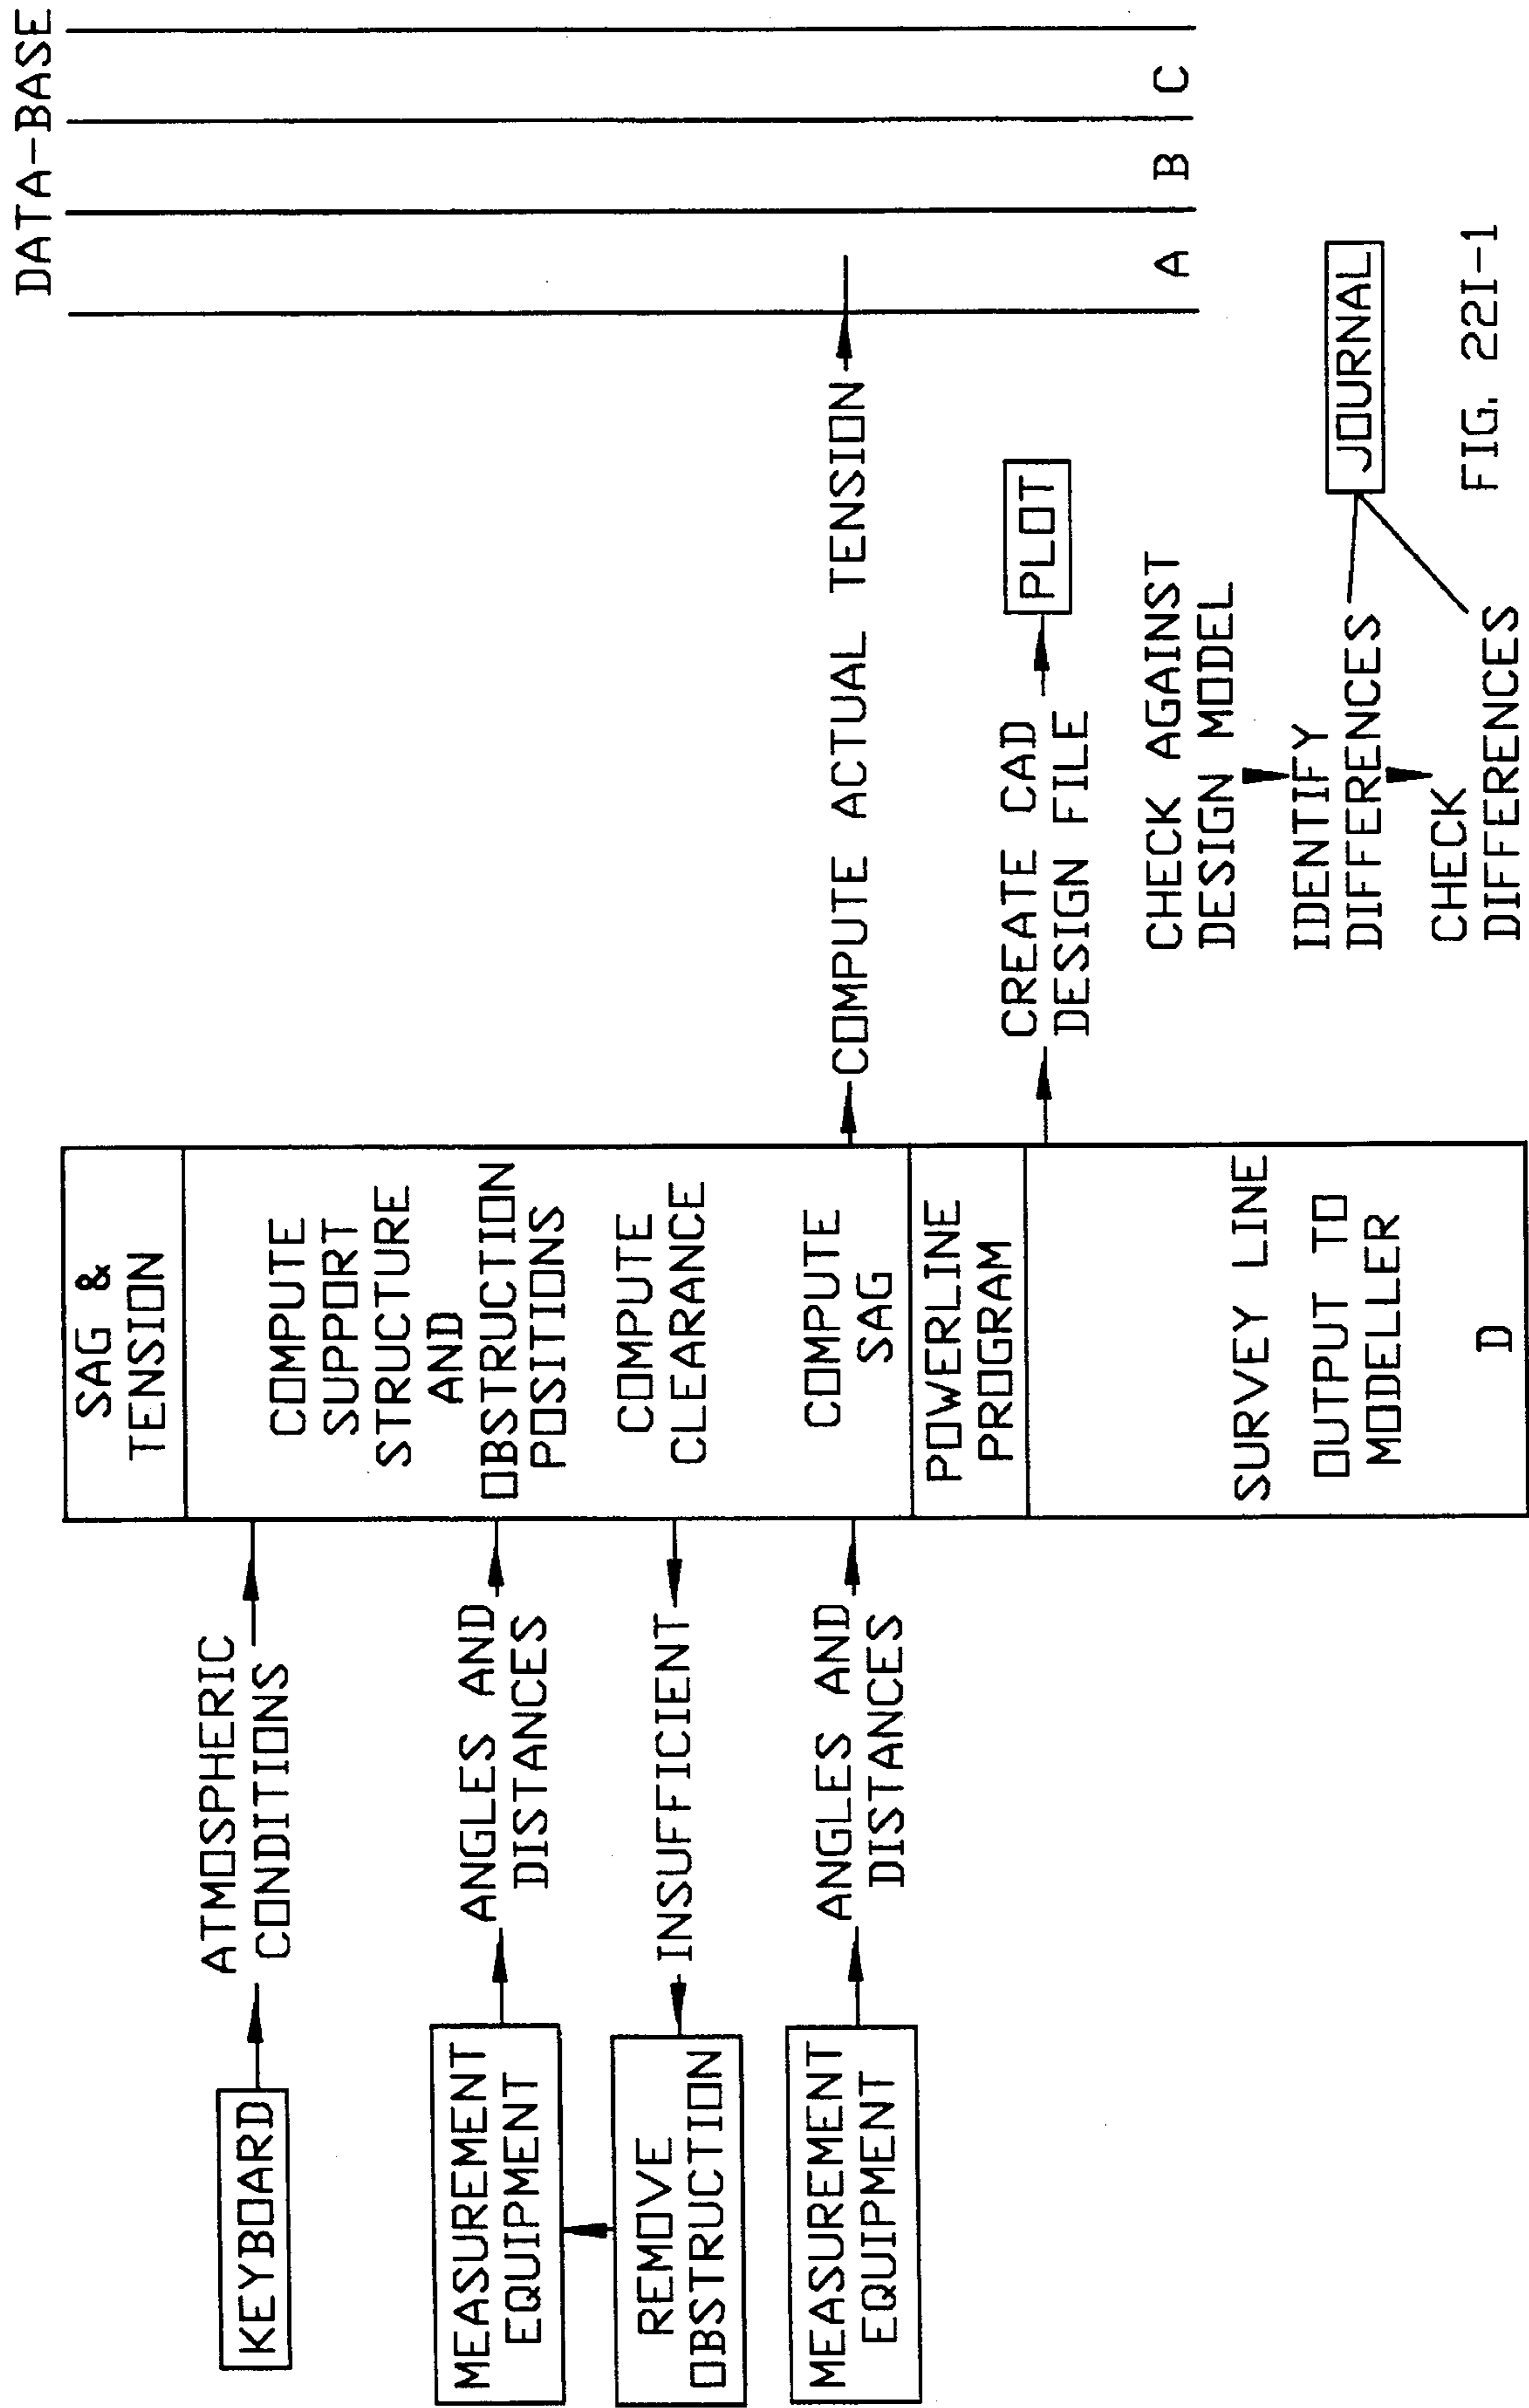 DATA-BASE
KEYBOARD
ATMOSPHERIC
CONDITIONS
MEASUREMENT
EQUIPMENT
ANGLES AND
DISTANCES
REMOVE
OBSTRUCTION
INSUFFICIENT
MEASUREMENT
EQUIPMENT
ANGLES AND
DISTANCES
SAG &
TENSION
COMPUTE
SUPPORT
STRUCTURE
AND
OBSTRUCTION
POSITIONS
COMPUTE
CLEARANCE
COMPUTE
SAG
POWERLINE
PROGRAM
SURVEY LINE
OUTPUT TO
MODELLER
D
COMPUTE ACTUAL TENSION
CREATE CAD
DESIGN FILE
PLOT
CHECK AGAINST
DESIGN MODEL
IDENTIFY
DIFFERENCES
CHECK
DIFFERENCES
JOURNAL
A B C
FIG. 22I-1